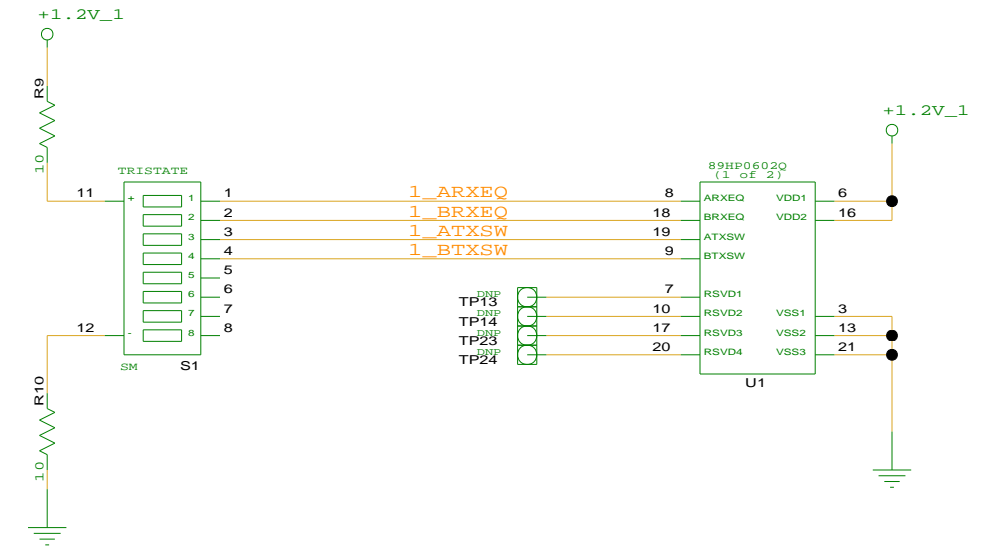 +1.2V_1
R9
10
TRISTATE
11
+
1
2
3
4
5
6
7
8
1
2
3
4
5
6
7
8
12
-
SM
S1
R10
10
1_ARXEQ
1_BRXEQ
1_ATXSW
1_BTXSW
DNP
TP13
DNP
TP14
DNP
TP23
DNP
TP24
+1.2V_1
89HP0602Q
(1 of 2)
8
ARXEQ
VDD1
6
18
BRXEQ
VDD2
16
19
ATXSW
9
BTXSW
7
RSVD1
10
RSVD2
VSS1
3
17
RSVD3
VSS2
13
20
RSVD4
VSS3
21
U1